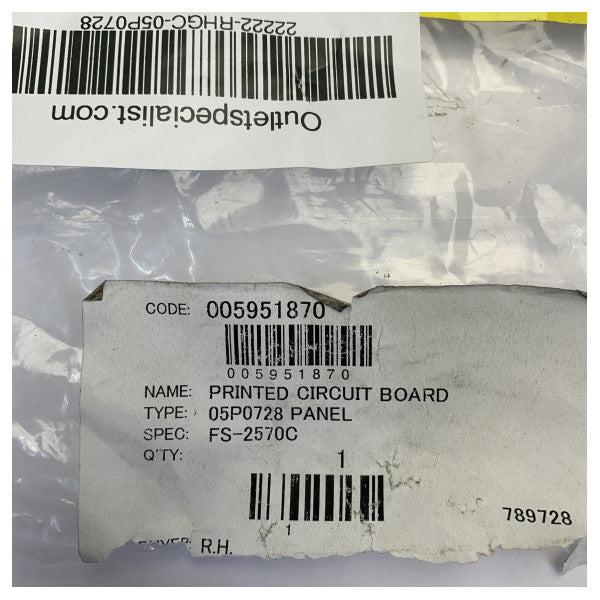 22222-RHGC-05P0728
Outletspecialist.com
CODE: 005951870
005951870
NAME: PRINTED CIRCUIT BOARD
TYPE: 05P0728 PANEL
SPEC: FS-2570C
Q'TY: 1
1
789728
R.H.